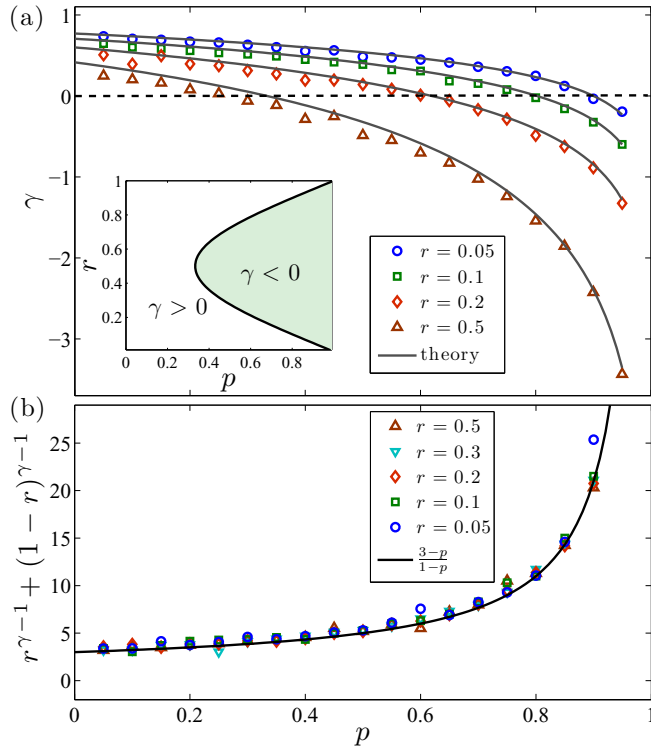 (a)
1
0
−1
−2
−3
γ
1
0.8
0.6
0.4
0.2
r
γ < 0
γ > 0
0 0.2 0.4 0.6 0.8
p
r = 0.05
r = 0.1
r = 0.2
r = 0.5
theory
(b)
25
20
15
10
5
0
r^{γ−1} + (1 − r)^{γ−1}
r = 0.5
r = 0.3
r = 0.2
r = 0.1
r = 0.05
\frac{3−p}{1−p}
0 0.2 0.4 0.6 0.8 1
p